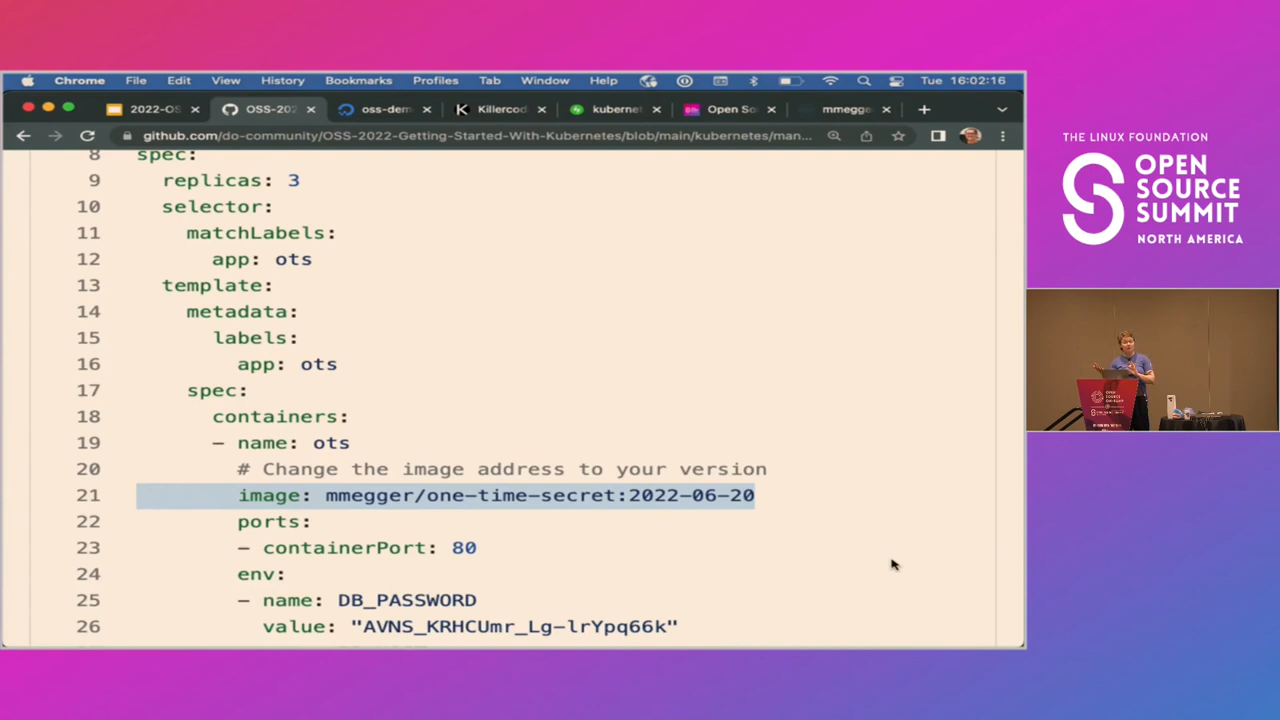 Chrome File Edit View History Bookmarks Profiles Tab Window Help Tue 16:02:16
2022-OS OSS-202 oss-dem Killercod kubernet Open So mmegge
github.com/do-community/OSS-2022-Getting-Started-With-Kubernetes/blob/main/kubernetes/man...
8 spec:
9 replicas: 3
10 selector:
11 matchLabels:
12 app: ots
13 template:
14 metadata:
15 labels:
16 app: ots
17 spec:
18 containers:
19 - name: ots
20 # Change the image address to your version
21 image: mmegger/one-time-secret:2022-06-20
22 ports:
23 - containerPort: 80
24 env:
25 - name: DB_PASSWORD
26 value: "AVNS_KRHCUmr_Lg-lrYpq66k"
THE LINUX FOUNDATION
OPEN
SOURCE
SUMMIT
NORTH AMERICA